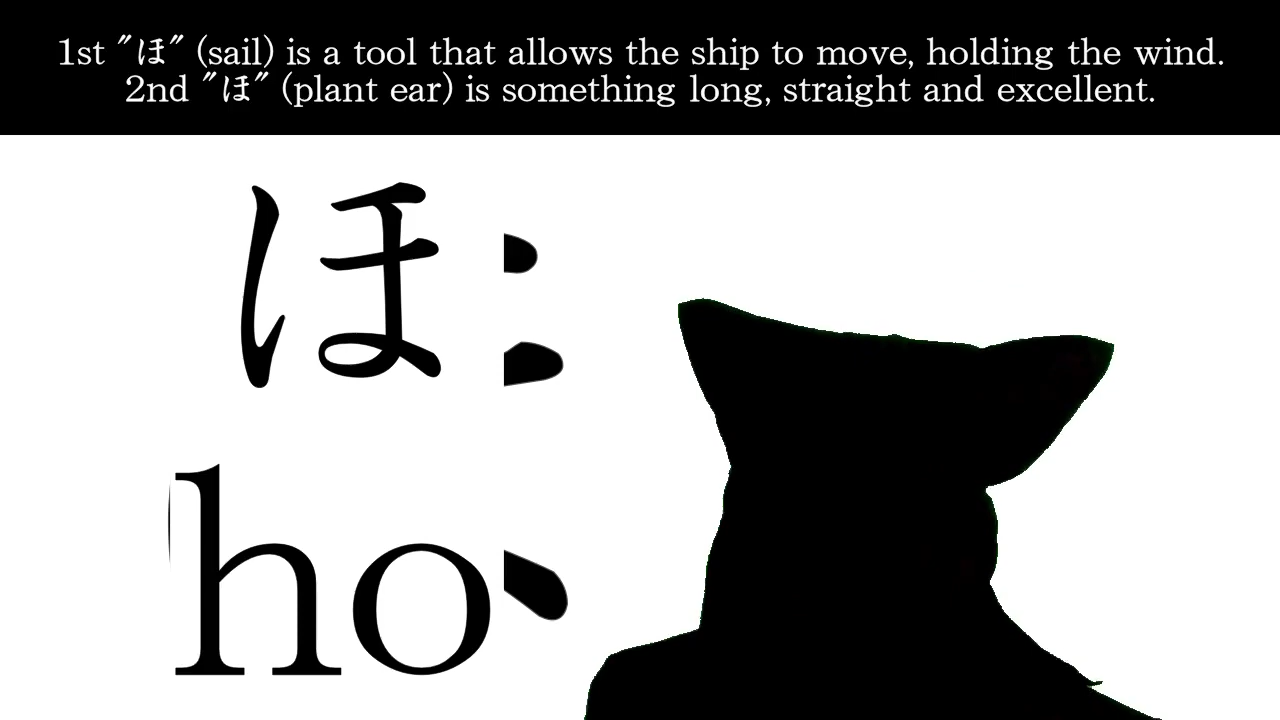 1st "ほ" (sail) is a tool that allows the ship to move, holding the wind.
2nd "ほ" (plant ear) is something long, straight and excellent.
ほ
ho